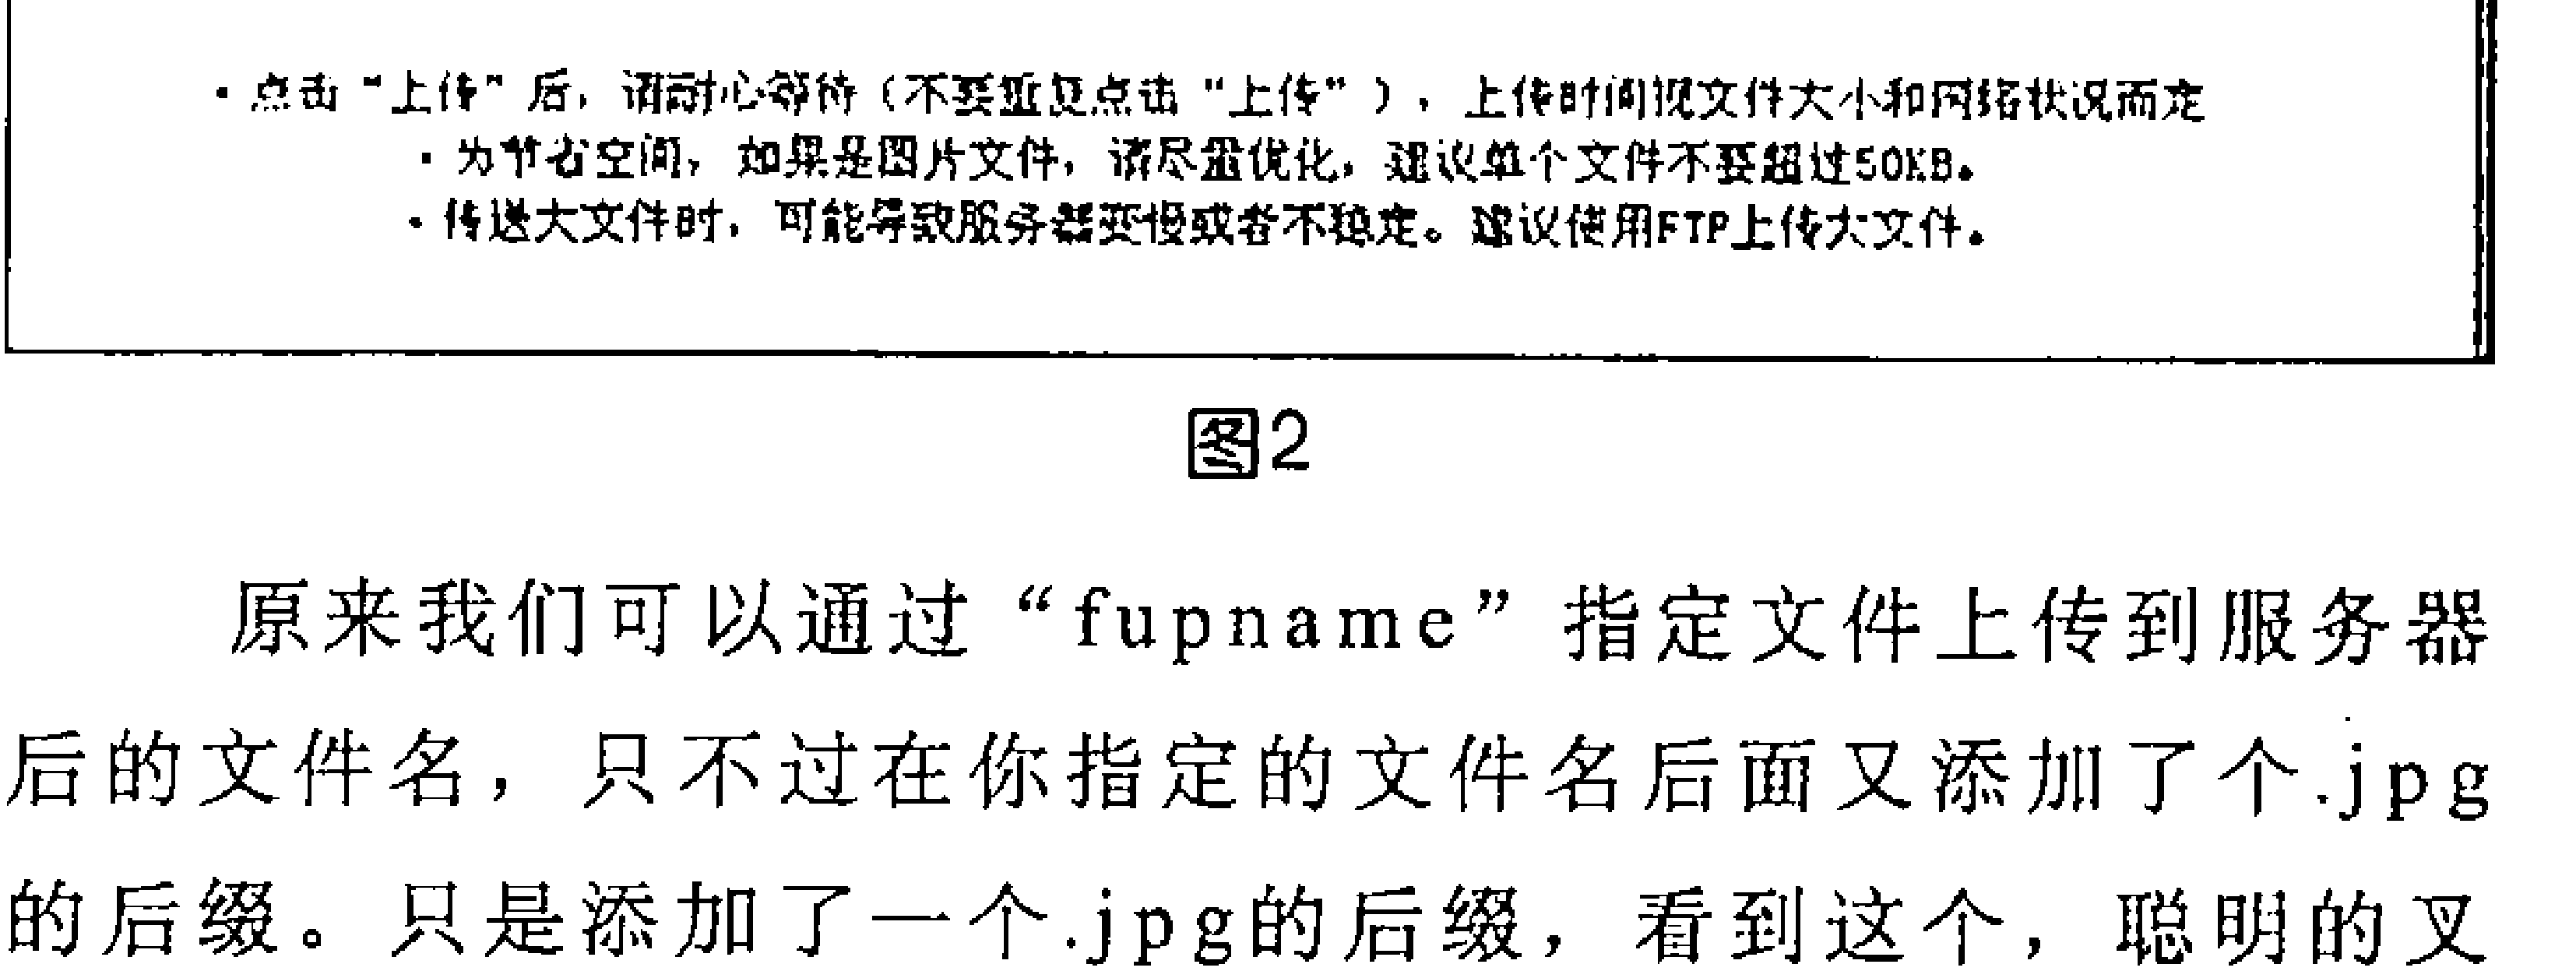 · 点击“上传”后，请耐心等待（不要重复点击“上传”），上传时间视文件大小和网络状况而定
· 为节省空间，如果是图片文件，请尽量优化，建议单个文件不要超过50KB。
· 传送大文件时，可能导致服务器变慢或者不稳定。建议使用FTP上传大文件。
图2
原来我们可以通过“fupname”指定文件上传到服务器
后的文件名，只不过在你指定的文件名后面又添加了个.jpg
的后缀。只是添加了一个.jpg的后缀，看到这个，聪明的叉